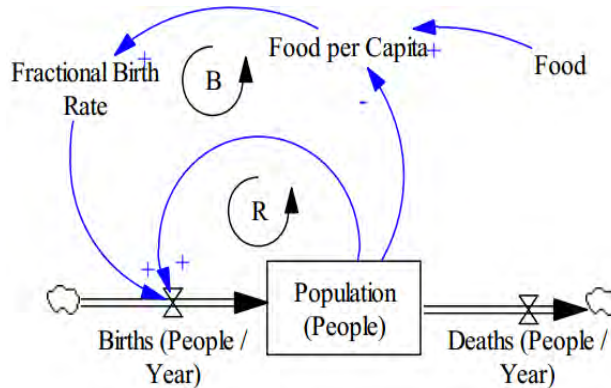 Food per Capita
+
Food
Fractional Birth
Rate
+
B
-
R
+
+
Population
(People)
Births (People /
Year)
Deaths (People /
Year)